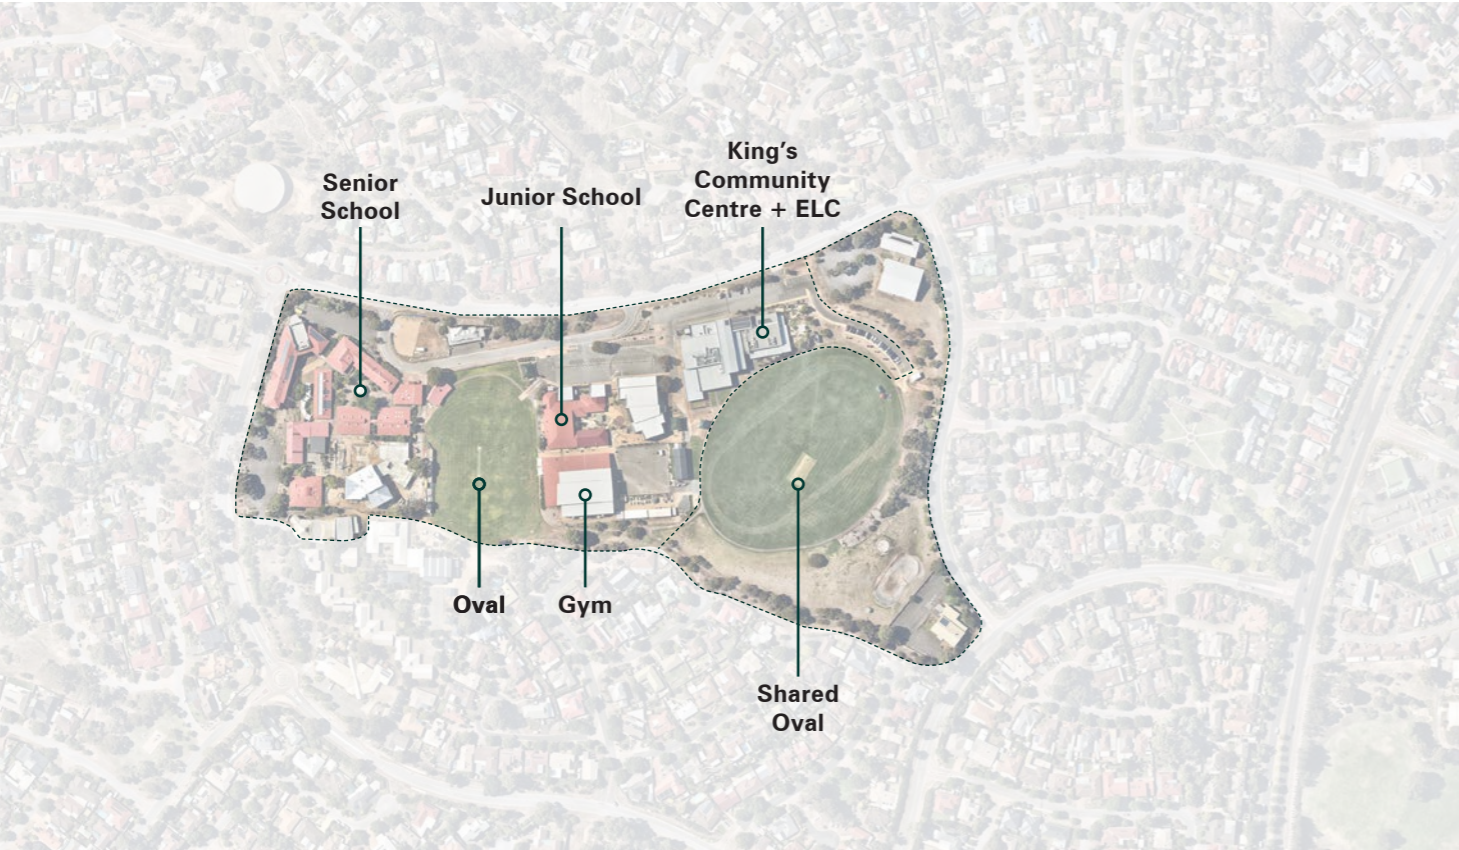 King’s
Community
Centre + ELC
Senior
School
Junior School
Oval
Gym
Shared
Oval